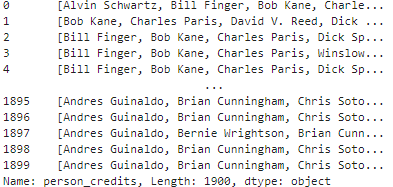 0 [Alvin Schwartz, Bill Finger, Bob Kane, Charle...
1 [Bob Kane, Charles Paris, David V. Reed, Dick ...
2 [Bill Finger, Bob Kane, Charles Paris, Dick Sp...
3 [Bill Finger, Bob Kane, Charles Paris, Winslow...
4 [Bill Finger, Bob Kane, Charles Paris, Dick Sp...
...
1895 [Andres Guinaldo, Brian Cunningham, Chris Soto...
1896 [Andres Guinaldo, Brian Cunningham, Chris Soto...
1897 [Andres Guinaldo, Bernie Wrightson, Brian Cunn...
1898 [Andres Guinaldo, Brian Cunningham, Chris Soto...
1899 [Andres Guinaldo, Brian Cunningham, Chris Soto...
Name: person_credits, Length: 1900, dtype: object